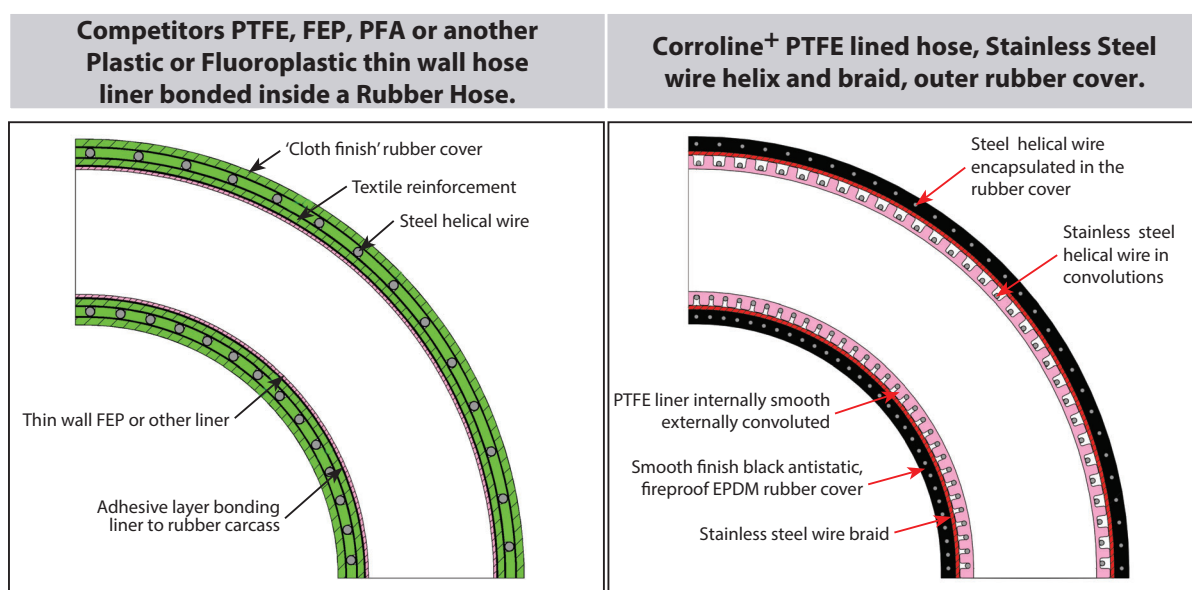 Competitors PTFE, FEP, PFA or another
Plastic or Fluoroplastic thin wall hose
liner bonded inside a Rubber Hose.
Corroline+ PTFE lined hose, Stainless Steel
wire helix and braid, outer rubber cover.
‘Cloth finish’ rubber cover
Textile reinforcement
Steel helical wire
Thin wall FEP or other liner
Adhesive layer bonding
liner to rubber carcass
Steel helical wire
encapsulated in the
rubber cover
Stainless steel
helical wire in
convolutions
PTFE liner internally smooth
externally convoluted
Smooth finish black antistatic,
fireproof EPDM rubber cover
Stainless steel wire braid